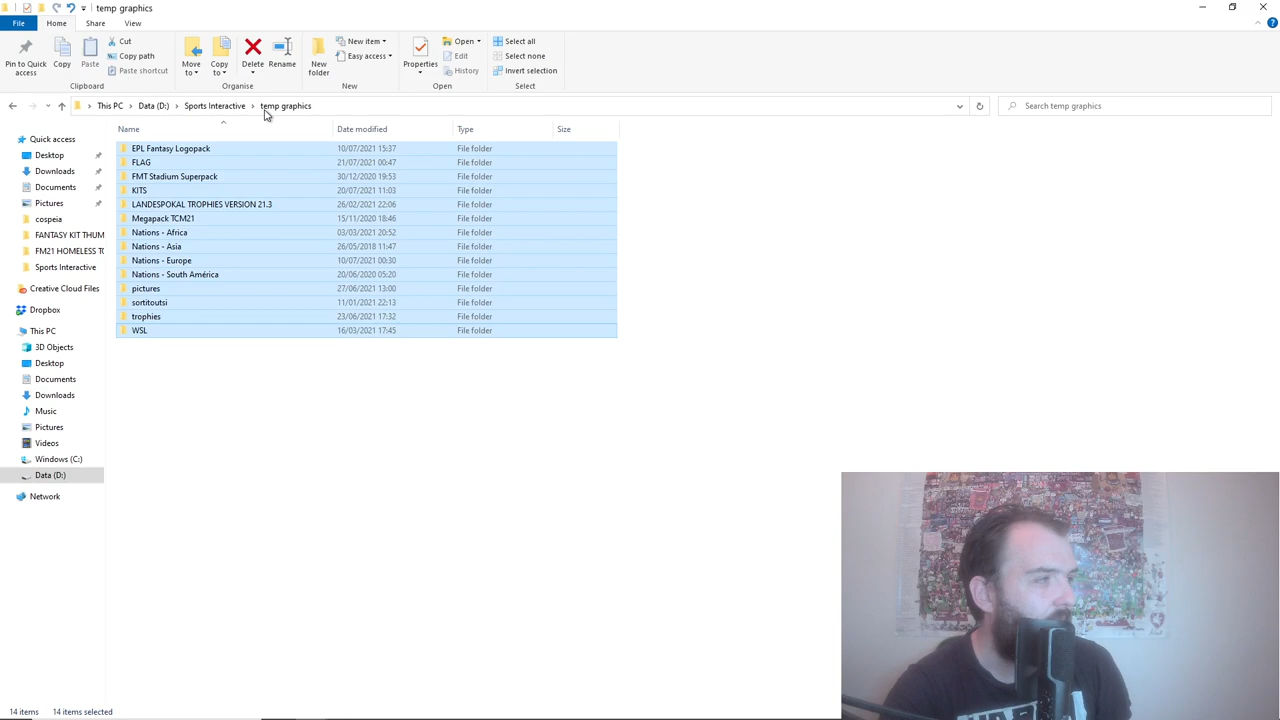 temp graphics
File Home Share View
Pin to Quick access
Copy
Paste
Cut
Copy path
Paste shortcut
Clipboard
Move to
Copy to
Delete
Rename
Organise
New folder
New item
Easy access
New
Properties
Open
Edit
History
Open
Select all
Select none
Invert selection
Select
This PC > Data (D:) > Sports Interactive > temp graphics
Search temp graphics
Name Date modified Type Size
EPL Fantasy Logopack 10/07/2021 15:37 File folder
FLAG 21/07/2021 00:47 File folder
FMT Stadium Superpack 30/12/2020 19:53 File folder
KITS 20/07/2021 11:03 File folder
LANDESPOKAL TROPHIES VERSION 21.3 26/02/2021 22:06 File folder
Megapack TCM21 15/11/2020 18:46 File folder
Nations - Africa 03/03/2021 20:52 File folder
Nations - Asia 26/05/2018 11:47 File folder
Nations - Europe 10/07/2021 00:30 File folder
Nations - South América 20/06/2020 05:20 File folder
pictures 27/06/2021 13:00 File folder
sortitoutsi 11/01/2021 22:13 File folder
trophies 23/06/2021 17:32 File folder
WSL 16/03/2021 17:45 File folder
Quick access
Desktop
Downloads
Documents
Pictures
cospeia
FANTASY KIT THUM
FM21 HOMELESS TO
Sports Interactive
Creative Cloud Files
Dropbox
This PC
3D Objects
Desktop
Documents
Downloads
Music
Pictures
Videos
Windows (C:)
Data (D:)
Network
14 items 14 items selected